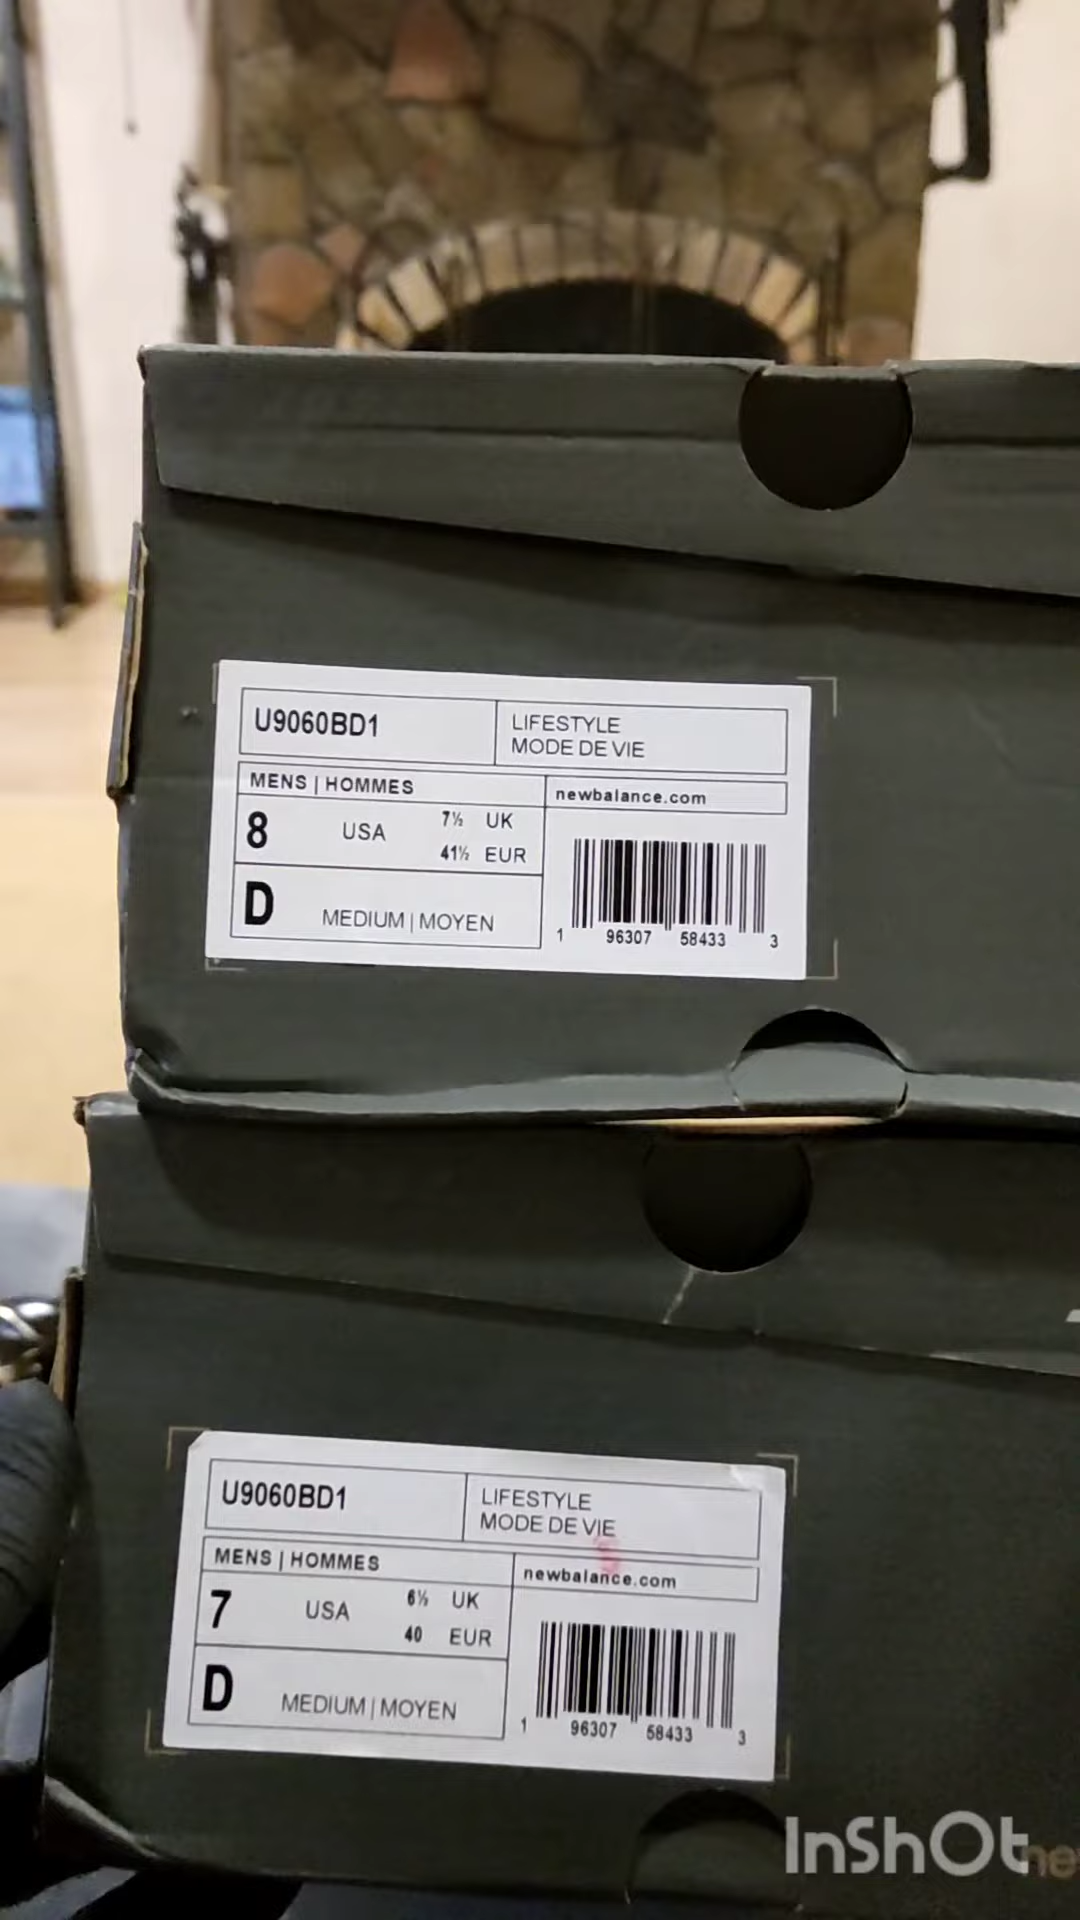 U9060BD1
LIFESTYLE
MODE DE VIE
MENS | HOMMES
newbalance.com
8 USA 7½ UK
41½ EUR
D MEDIUM | MOYEN
1 96307 58433 3
U9060BD1
LIFESTYLE
MODE DE VIE
MENS | HOMMES
newbalance.com
7 USA 6½ UK
40 EUR
D MEDIUM | MOYEN
1 96307 58433 3
InShOt
ne